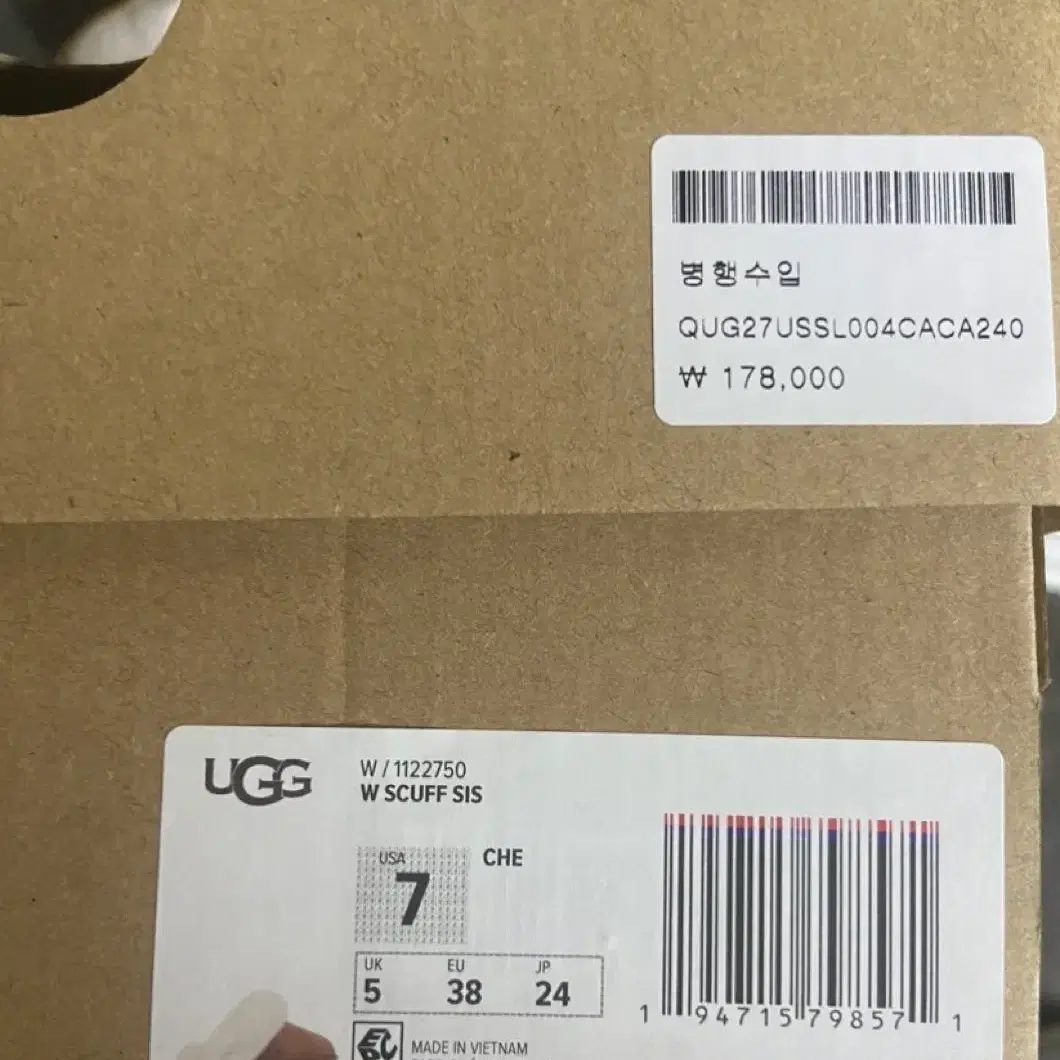 병행수입
QUG27USSL004CACA240
₩ 178,000
UGG
W / 1122750
W SCUFF SIS
USA
7
CHE
UK
5
EU
38
JP
24
1 94715 79857 1
MADE IN VIETNAM